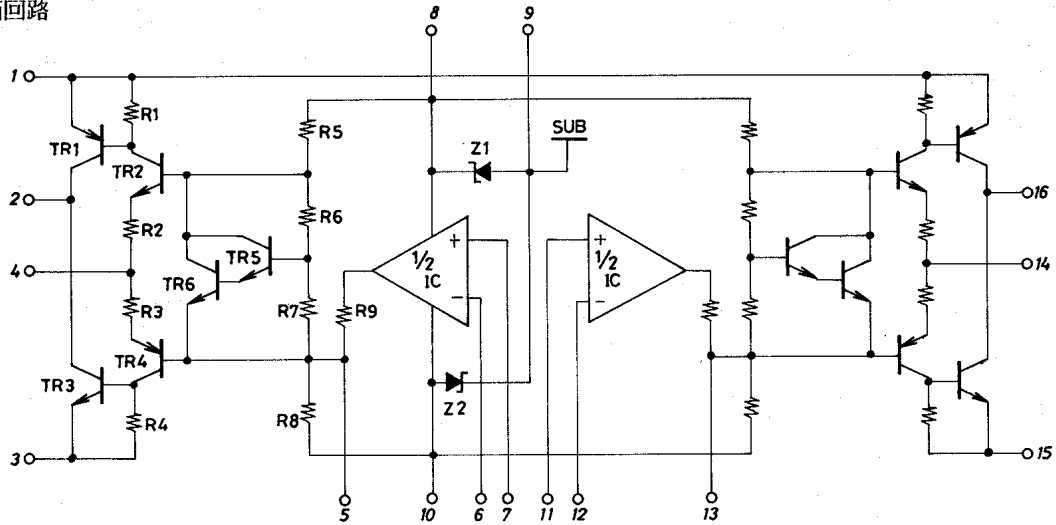 価回路
8
9
1
R1
R5
SUB
TR1
TR2
Z1
2
16
R2
R6
TR5
+
+
1/2
IC
1/2
IC
4
14
TR6
−
−
R3
R7
R9
TR4
TR3
Z2
R4
R8
3
15
5
10
6
7
11
12
13